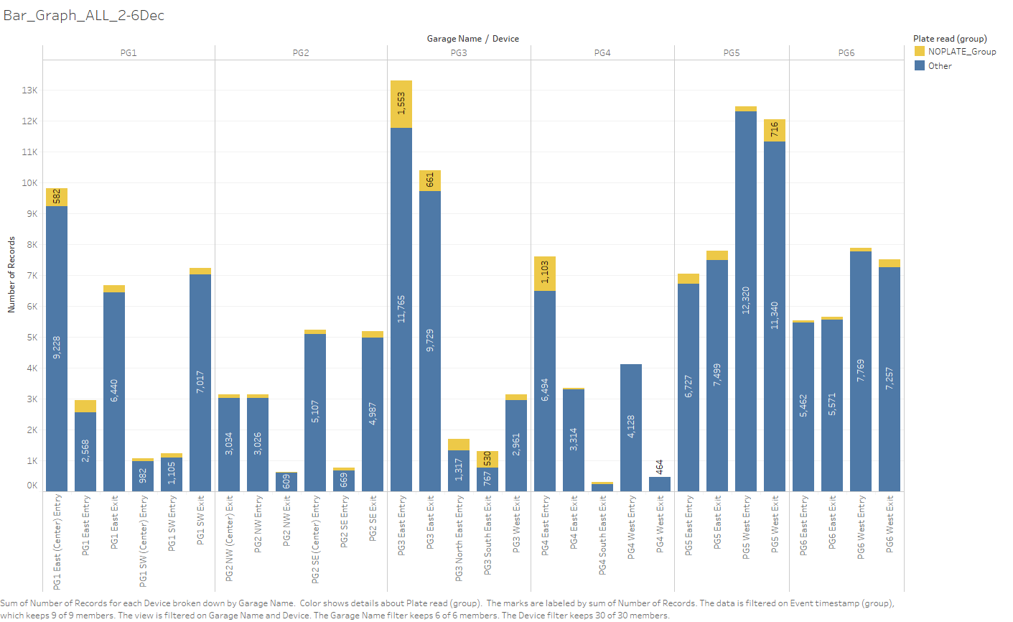 Bar_Graph_ALL_2-6Dec
Garage Name / Device
PG1 PG2 PG3 PG4 PG5 PG6
Plate read (group)
NOPLATE_Group
Other
Number of Records
13K
12K
11K
10K
9K
8K
7K
6K
5K
4K
3K
2K
1K
0K
582
9,228
2,568
6,440
982
1,105
7,017
3,034
3,026
609
5,107
669
4,987
1,553
11,765
661
9,729
1,317
530
767
2,961
1,103
6,494
3,314
4,128
464
6,727
7,499
12,320
716
11,340
5,462
5,571
7,769
7,257
PG1 East (Center) Entry
PG1 East Entry
PG1 East Exit
PG1 SW (Center) Entry
PG1 SW Entry
PG1 SW Exit
PG2 NW (Center) Exit
PG2 NW Entry
PG2 NW Exit
PG2 SE (Center) Entry
PG2 SE Entry
PG2 SE Exit
PG3 East Entry
PG3 East Exit
PG3 North East Entry
PG3 South East Exit
PG3 West Exit
PG4 East Entry
PG4 East Exit
PG4 South East Exit
PG4 West Entry
PG4 West Exit
PG5 East Entry
PG5 East Exit
PG5 West Entry
PG5 West Exit
PG6 East Entry
PG6 East Exit
PG6 West Entry
PG6 West Exit
Sum of Number of Records for each Device broken down by Garage Name.  Color shows details about Plate read (group).  The marks are labeled by sum of Number of Records. The data is filtered on Event timestamp (group),
which keeps 9 of 9 members. The view is filtered on Garage Name and Device. The Garage Name filter keeps 6 of 6 members. The Device filter keeps 30 of 30 members.